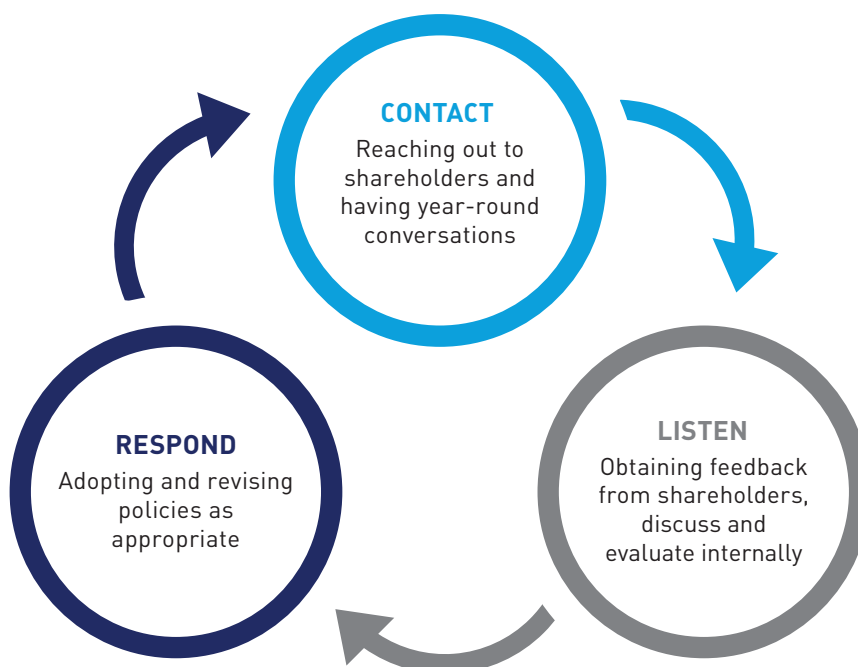 CONTACT
Reaching out to
shareholders and
having year-round
conversations
LISTEN
Obtaining feedback
from shareholders,
discuss and
evaluate internally
RESPOND
Adopting and revising
policies as
appropriate